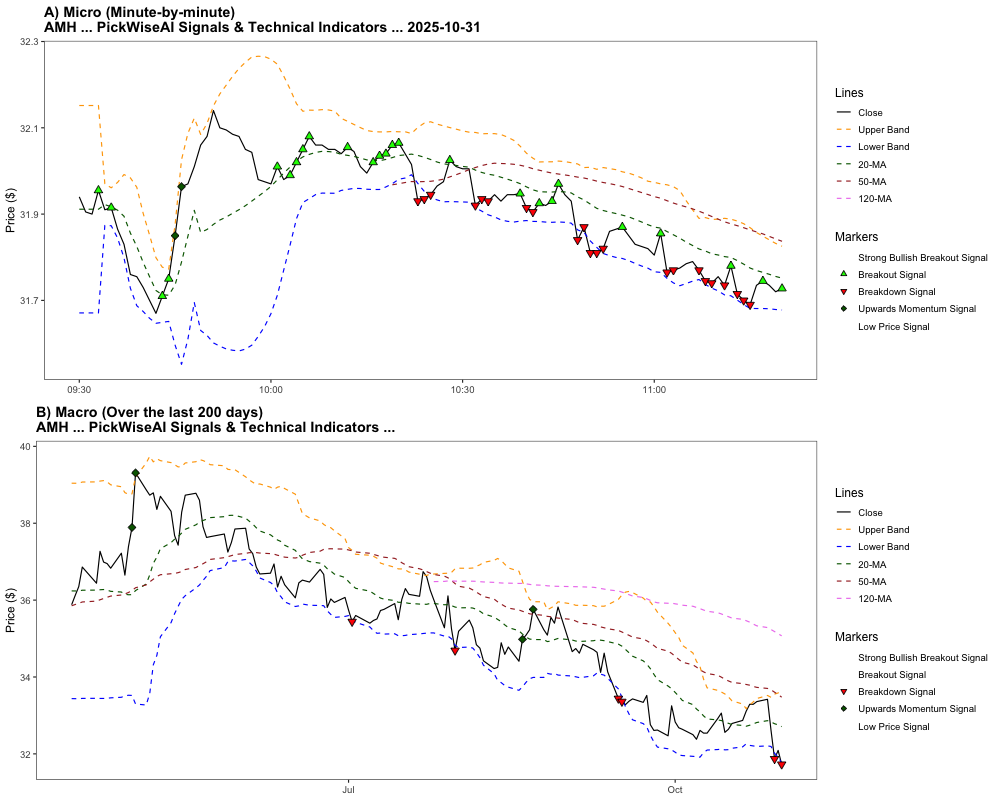 A) Micro (Minute-by-minute)
AMH ... PickWiseAI Signals & Technical Indicators ... 2025-10-31
32.3
32.1
31.9
31.7
Price ($)
09:30
10:00
10:30
11:00
Lines
Close
Upper Band
Lower Band
20-MA
50-MA
120-MA
Markers
Strong Bullish Breakout Signal
Breakout Signal
Breakdown Signal
Upwards Momentum Signal
Low Price Signal
B) Macro (Over the last 200 days)
AMH ... PickWiseAI Signals & Technical Indicators ...
40
38
36
34
32
Price ($)
Jul
Oct
Lines
Close
Upper Band
Lower Band
20-MA
50-MA
120-MA
Markers
Strong Bullish Breakout Signal
Breakout Signal
Breakdown Signal
Upwards Momentum Signal
Low Price Signal